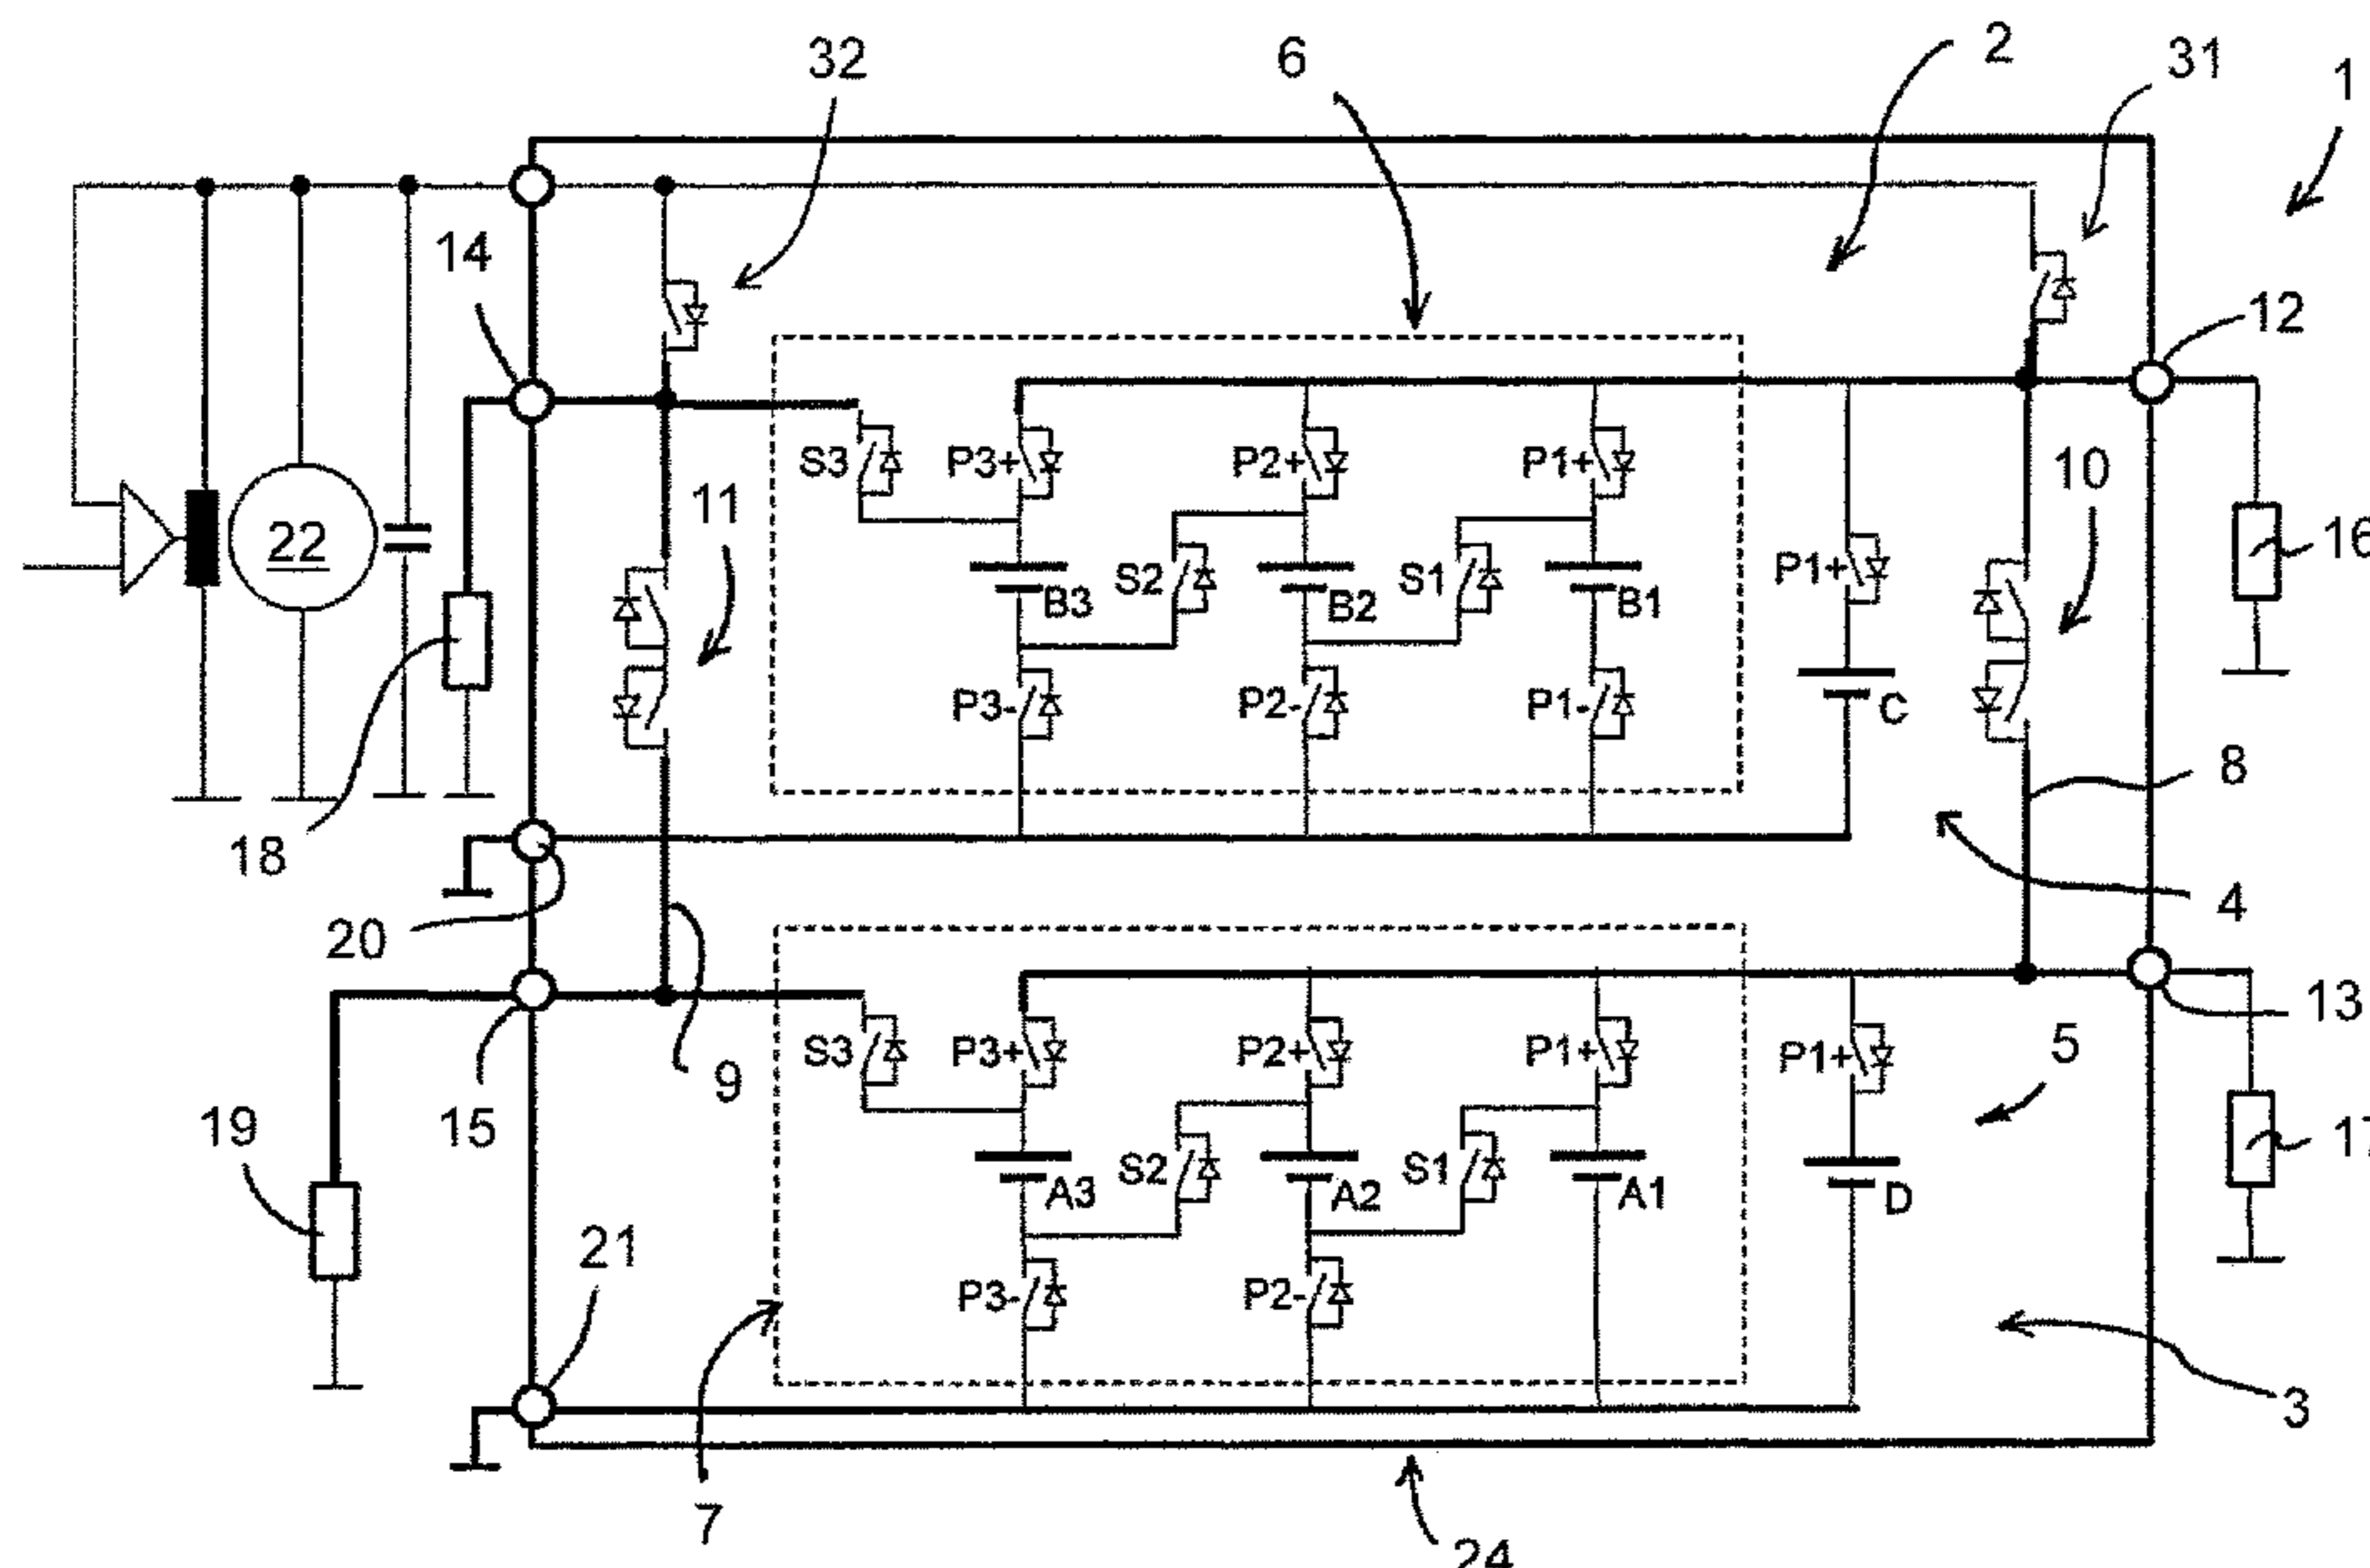 32
6
2
31
1
14
12
S3
P3+
P2+
P1+
10
11
22
16
B3
S2
B2
S1
B1
P1+
P3-
P2-
P1-
C
8
18
4
20
13
S3
P3+
P2+
P1+
P1+
5
9
15
19
17
A3
S2
A2
S1
A1
D
21
P3-
P2-
3
7
24